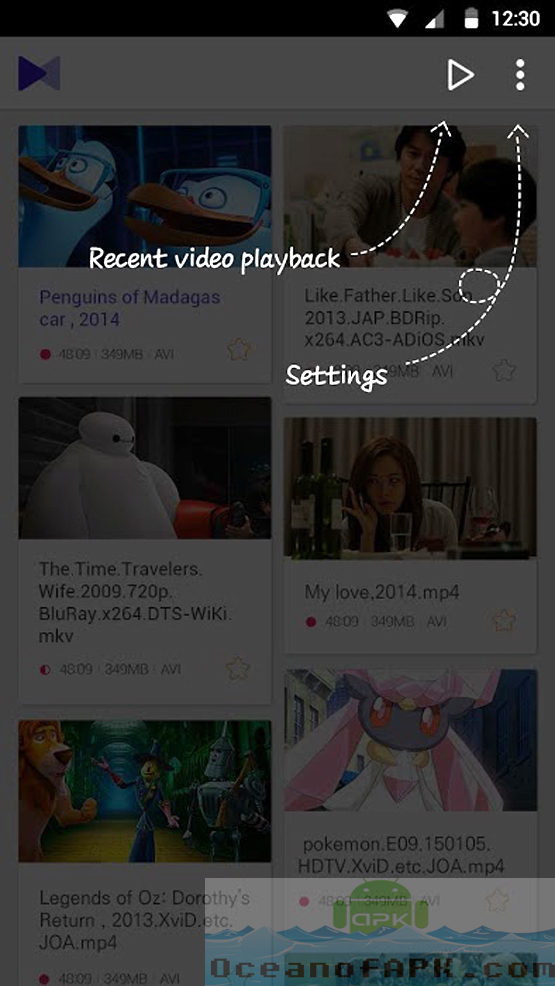 12:30
Recent video playback
Penguins of Madagas
car , 2014
48:09 349MB AVI
Like.Father.Like.Son
2013.JAP.BDRip.
x264.AC3-ADiOS.mkv
349MB AVI
Settings
The.Time.Travelers.
Wife.2009.720p.
BluRay.x264.DTS-WiKi.
mkv
48:09 349MB AVI
My love,2014.mp4
48:09 349MB AVI
Legends of Oz: Dorothy's
Return , 2013.XviD.etc.
JOA.mp4
48:09 349MB AVI
pokemon.E09.150105.
HDTV.XviD.etc.JOA.mp4
48:09 AVI
apk
OceanofAPK.com